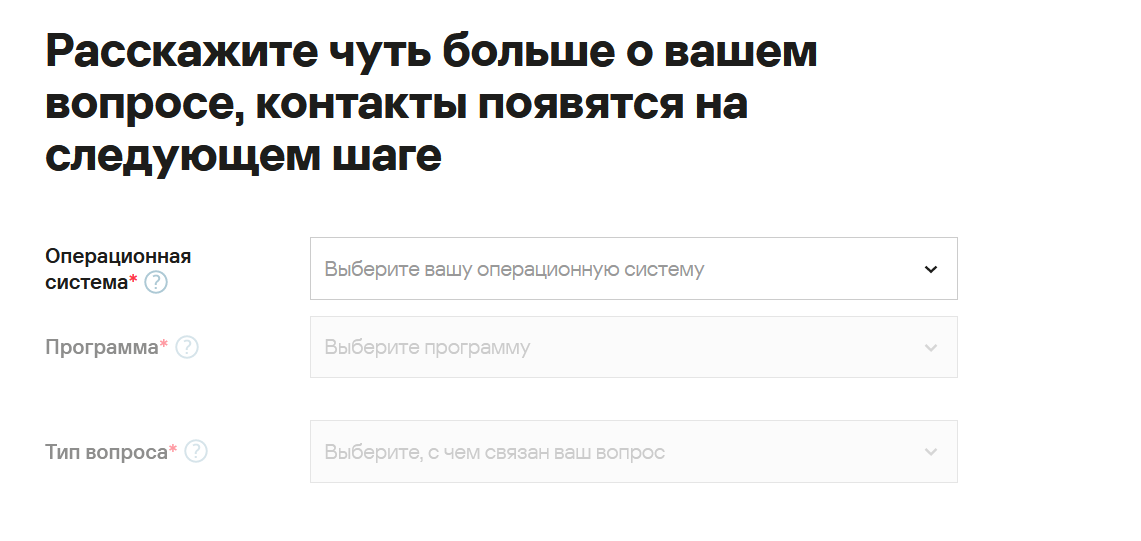 Расскажите чуть больше о вашем
вопросе, контакты появятся на
следующем шаге
Операционная
система* ?
Выберите вашу операционную систему
Программа* ?
Выберите программу
Тип вопроса* ?
Выберите, с чем связан ваш вопрос